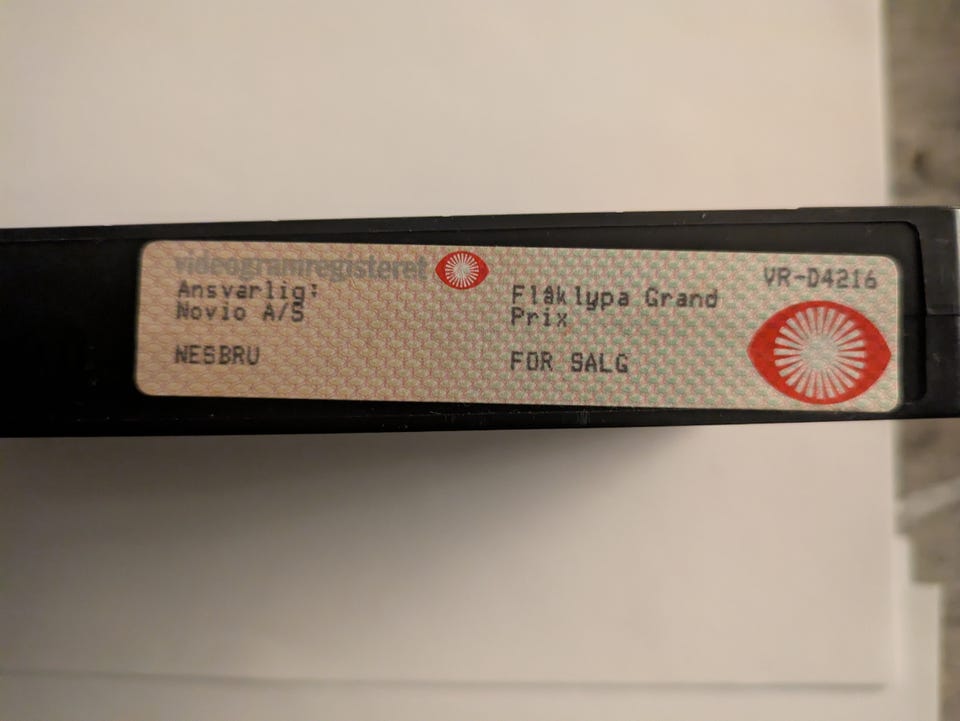 videogramregisteret
Ansvarlig:
Novio A/S
NESBRU
Flåklypa Grand
Prix
FOR SALG
VR-D4216